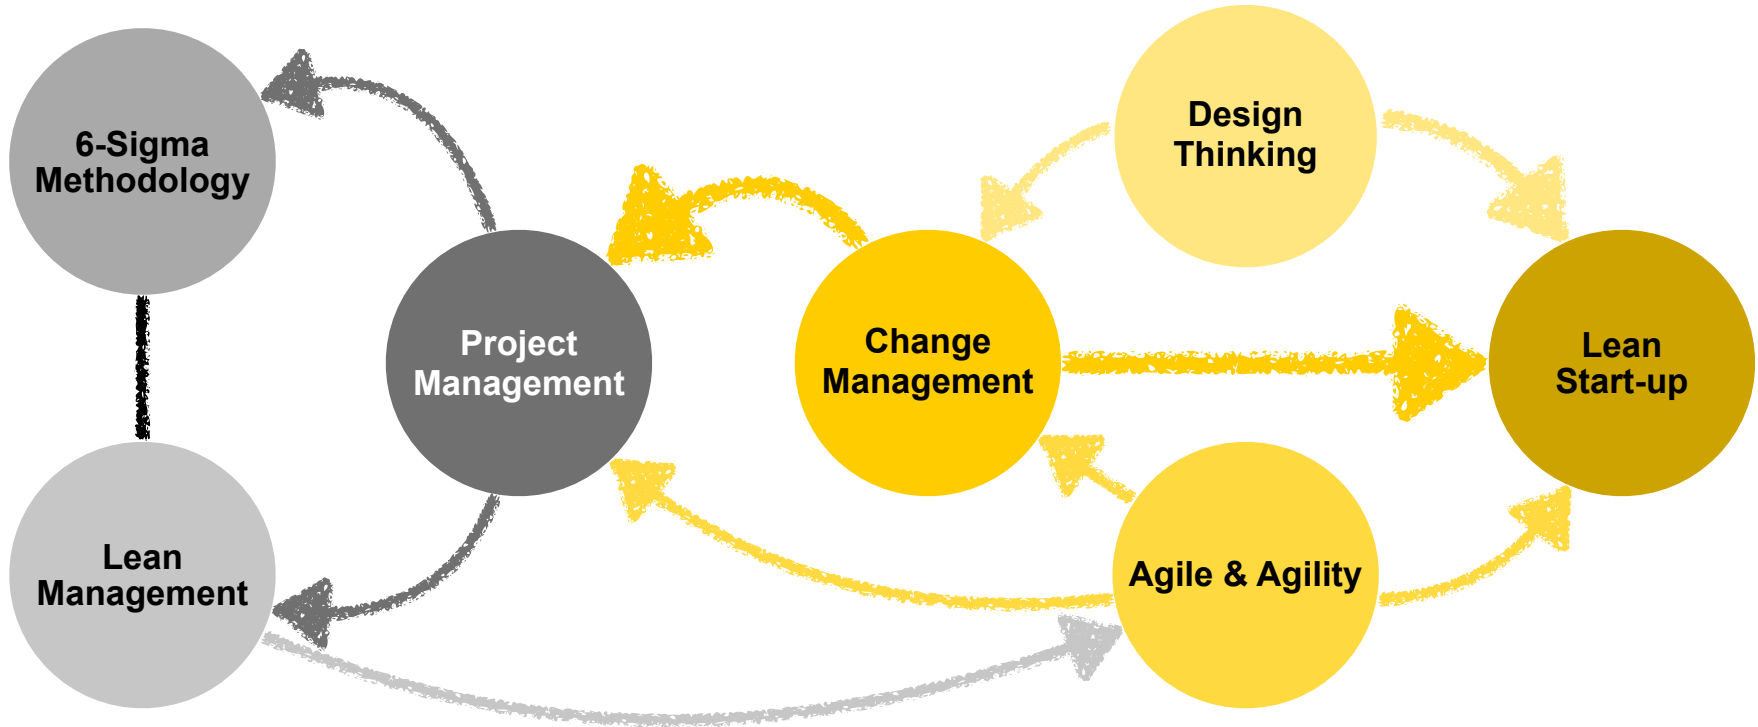 6-Sigma
Methodology
Lean
Management
Project
Management
Change
Management
Design
Thinking
Agile & Agility
Lean
Start-up